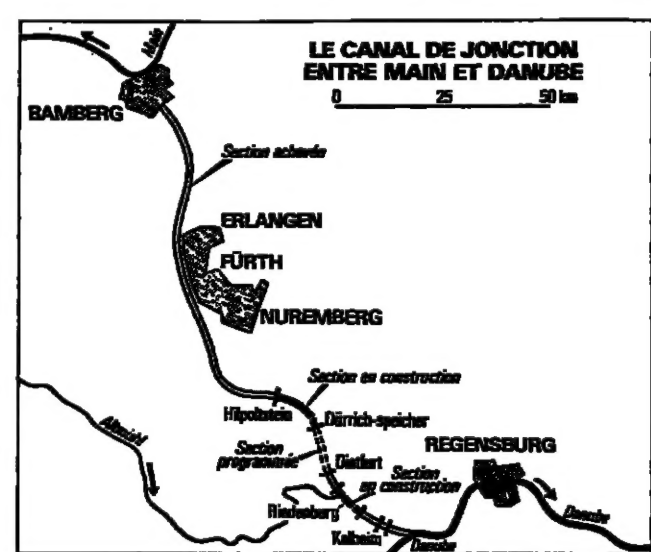 LE CANAL DE JONCTION
ENTRE MAIN ET DANUBE
0 25 50 km
Main
BAMBERG
Section achevée
ERLANGEN
FÜRTH
NUREMBERG
Section en construction
Hilpoltstein
Dürrich-speicher
Altmühl
Section
programmée
REGENSBURG
Dietfurt
Section
en construction
Riedenberg
Kelheim
Danube
Danube